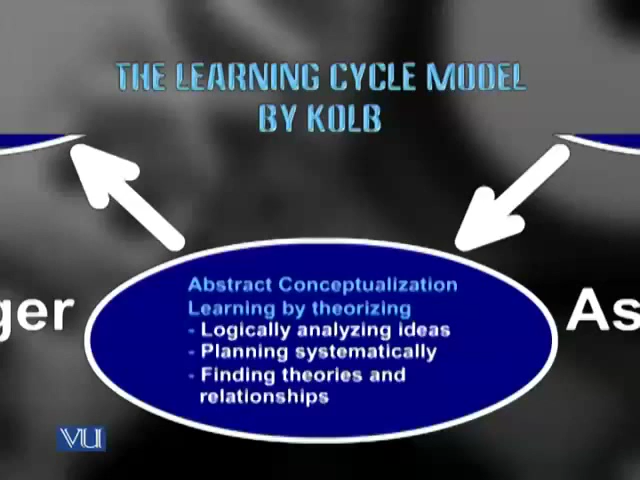 THE LEARNING CYCLE MODEL
BY KOLB
Abstract Conceptualization
Learning by theorizing
- Logically analyzing ideas
- Planning systematically
- Finding theories and
relationships
ger
As
VU